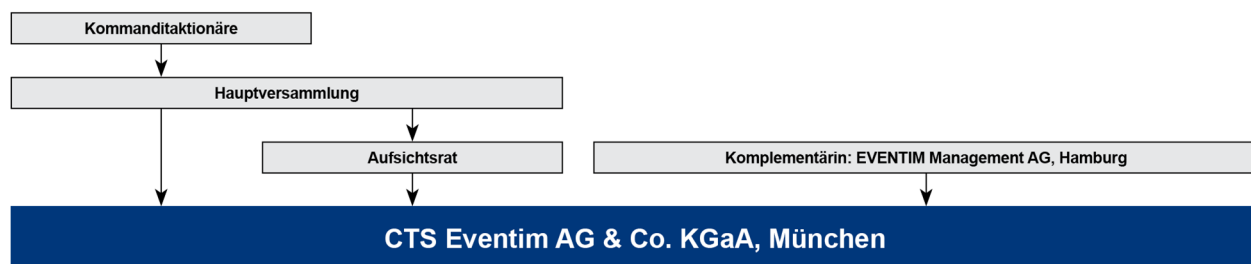 Kommanditaktionäre
Hauptversammlung
Aufsichtsrat
Komplementärin: EVENTIM Management AG, Hamburg
CTS Eventim AG & Co. KGaA, München